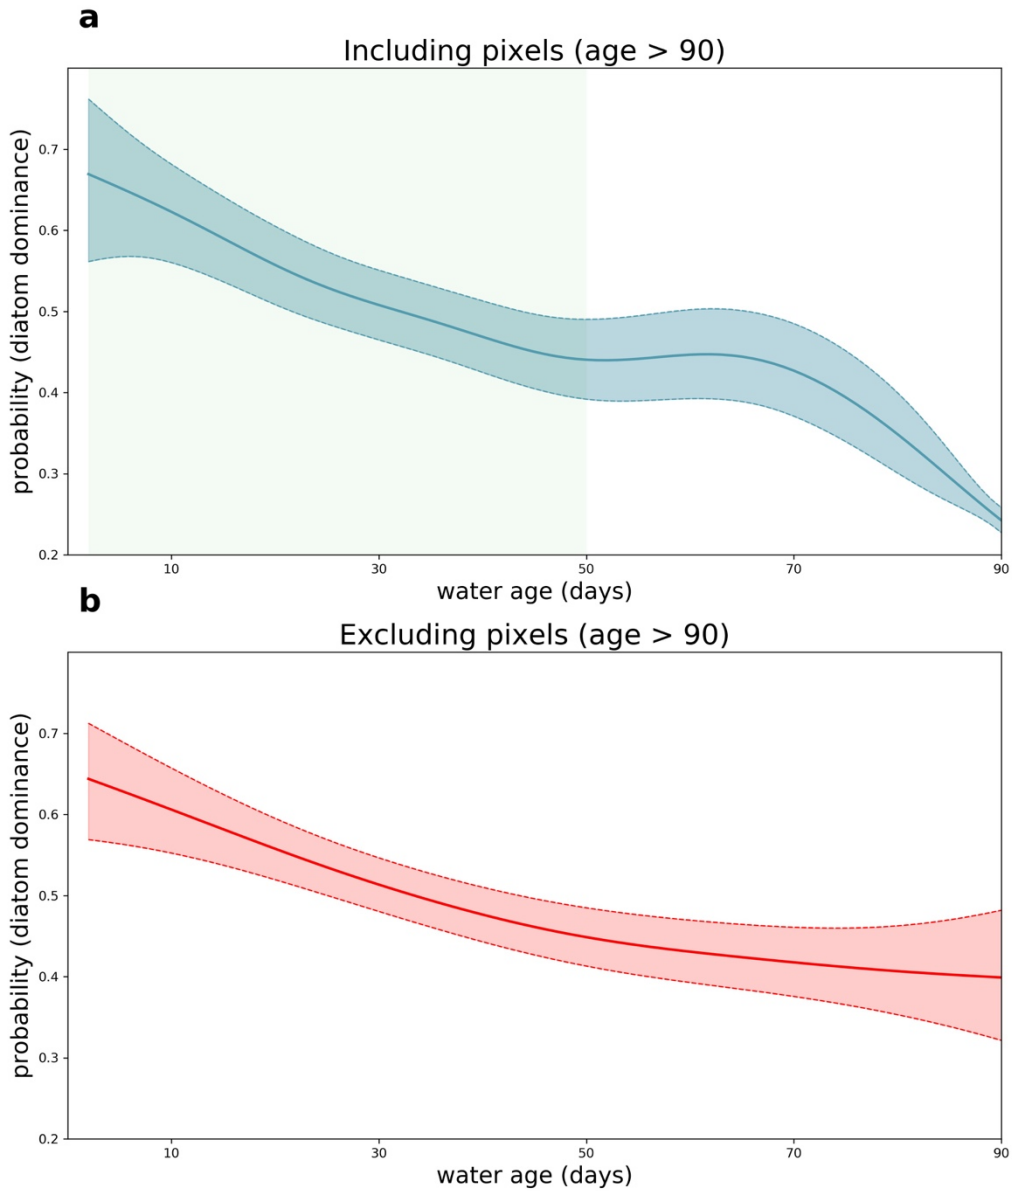 a
Including pixels (age > 90)
probability (diatom dominance)
0.7
0.6
0.5
0.4
0.3
0.2
10 30 50 70 90
water age (days)
b
Excluding pixels (age > 90)
probability (diatom dominance)
0.7
0.6
0.5
0.4
0.3
0.2
10 30 50 70 90
water age (days)